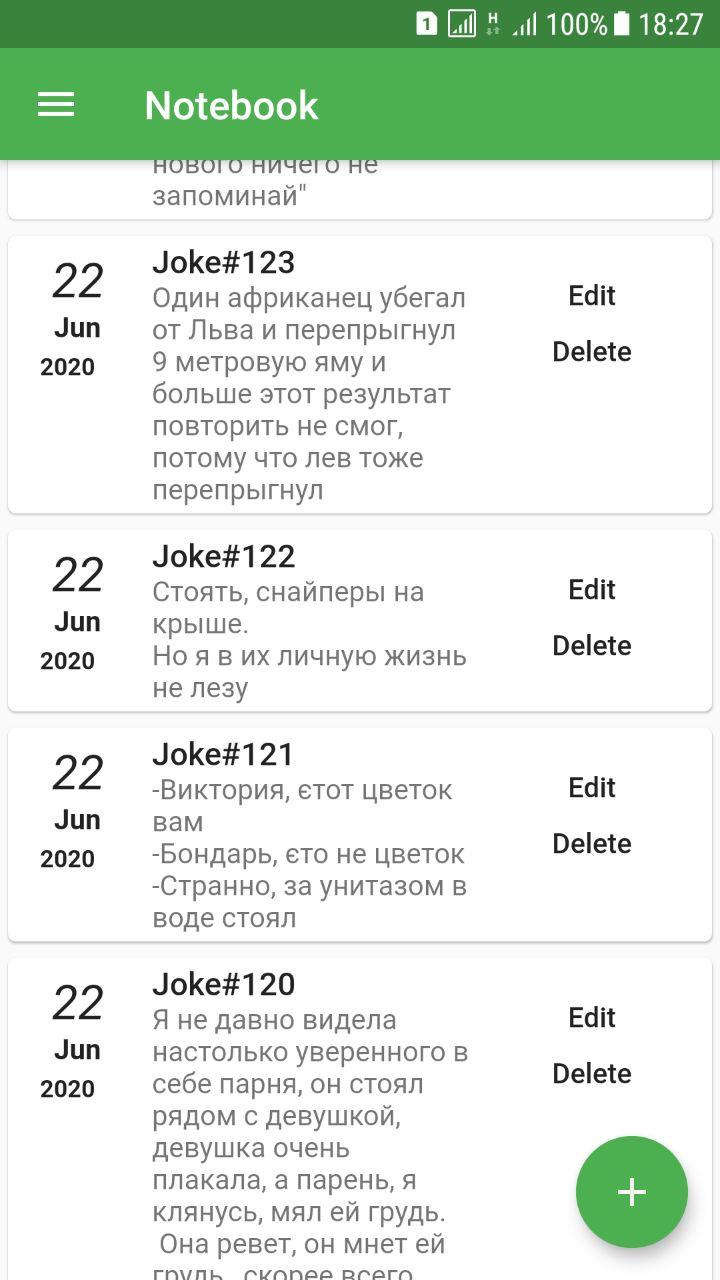 1 H 100% 18:27
Notebook
нового ничего не
запоминай"
22
Jun
2020
Joke#123
Один африканец убегал
от Льва и перепрыгнул
9 метровую яму и
больше этот результат
повторить не смог,
потому что лев тоже
перепрыгнул
Edit
Delete
22
Jun
2020
Joke#122
Стоять, снайперы на
крыше.
Но я в их личную жизнь
не лезу
Edit
Delete
22
Jun
2020
Joke#121
-Виктория, єтот цветок
вам
-Бондарь, єто не цветок
-Странно, за унитазом в
воде стоял
Edit
Delete
22
Jun
2020
Joke#120
Я не давно видела
настолько уверенного в
себе парня, он стоял
рядом с девушкой,
девушка очень
плакала, а парень, я
клянусь, мял ей грудь.
Она ревет, он мнет ей
грудь, скорее всего
Edit
Delete
+